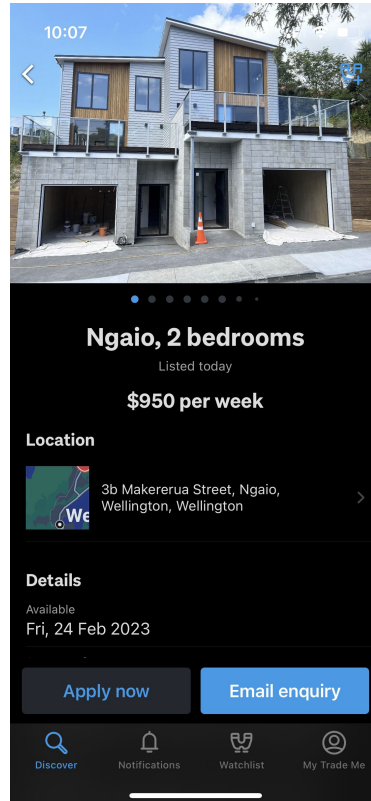 10:07
Ngaio, 2 bedrooms
Listed today
$950 per week
Location
We
3b Makererua Street, Ngaio,
Wellington, Wellington
Details
Available
Fri, 24 Feb 2023
Apply now
Email enquiry
Discover
Notifications
Watchlist
My Trade Me